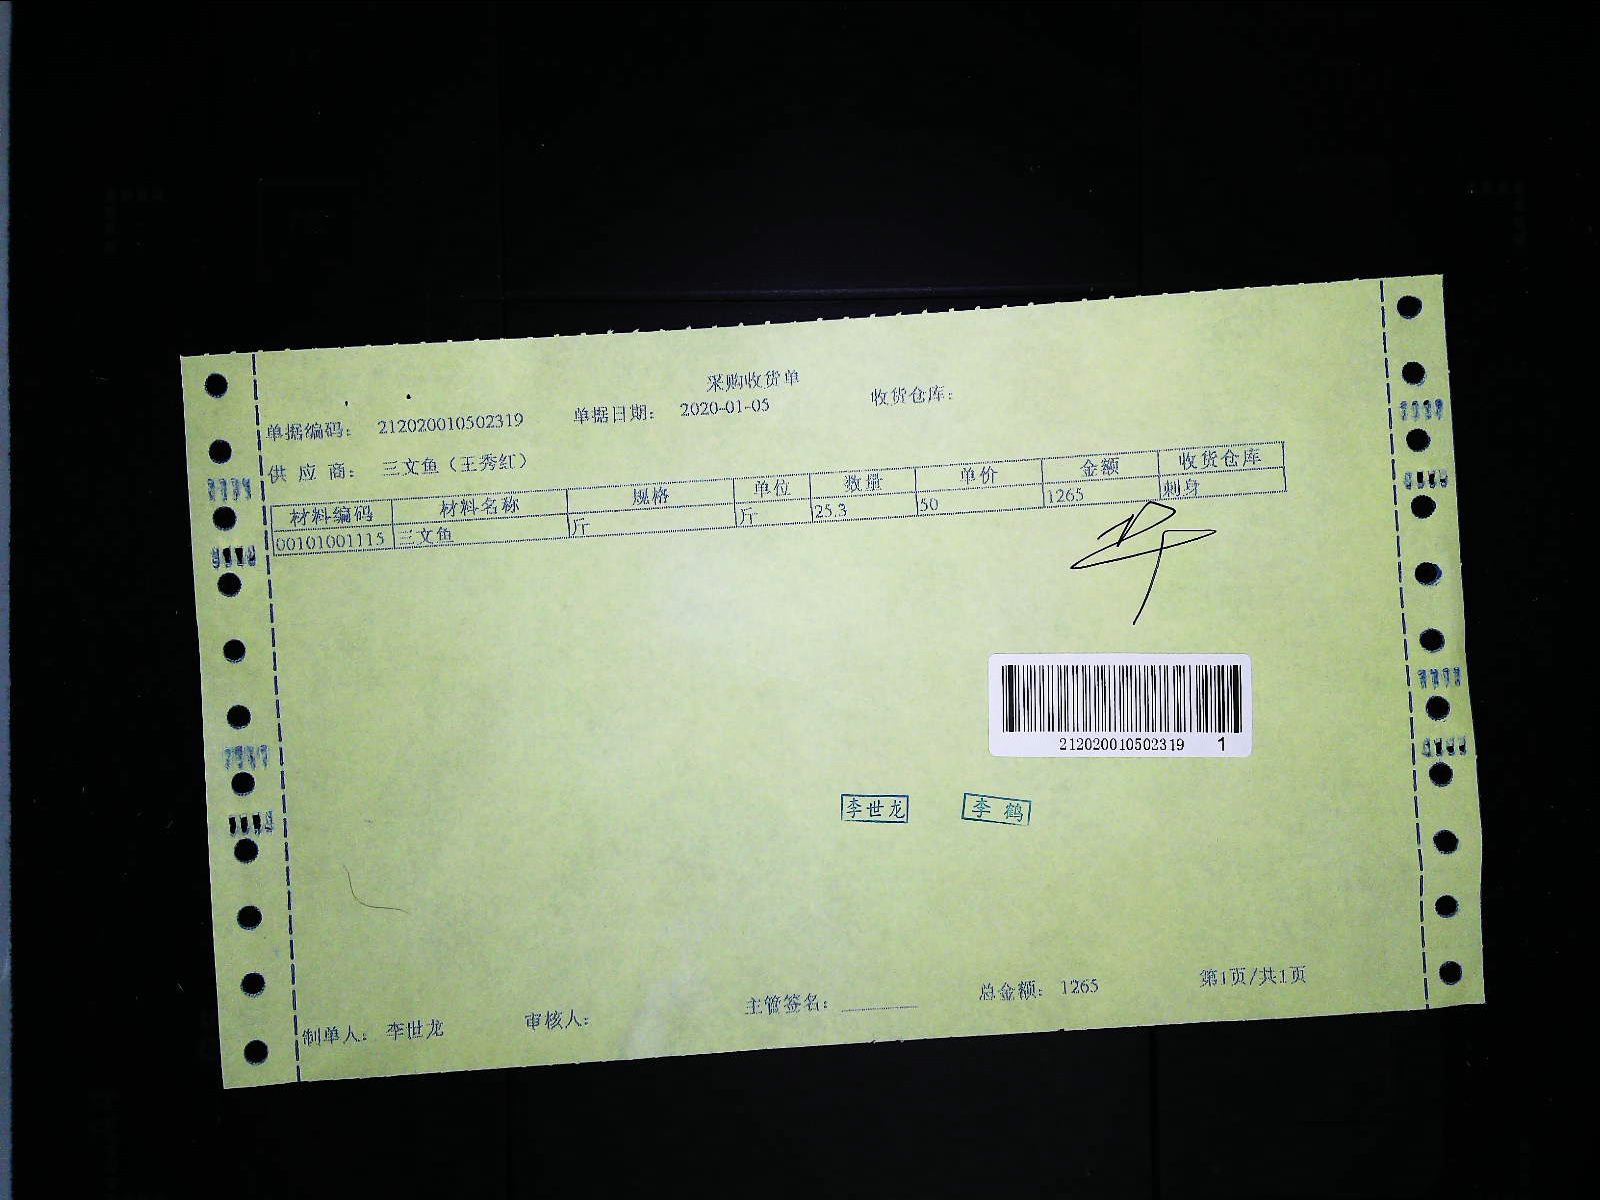 采购收货单
单据编码： 212020010502319 单据日期： 2020-01-05 收货仓库：
供 应 商： 三文鱼（王秀红）
材料编码 材料名称 规格 单位 数量 单价 金额 收货仓库
00101001115 三文鱼 斤 斤 25.3 50 1265 刺身
212020010502319 1
李世龙 李 鹤
制单人： 李世龙 审核人： 主管签名： 总金额： 1265 第1页/共1页